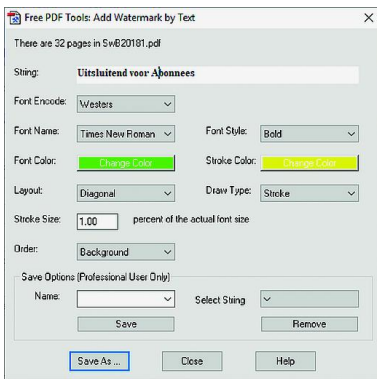 Free PDF Tools: Add Watermark by Text
There are 32 pages in SwB20181.pdf
String: Uitsluitend voor Abonnees
Font Encode: Westers
Font Name: Times New Roman Font Style: Bold
Font Color: Change Color Stroke Color: Change Color
Layout: Diagonal Draw Type: Stroke
Stroke Size: 1.00 percent of the actual font size
Order: Background
Save Options (Professional User Only)
Name: Select String
Save Remove
Save As ... Close Help